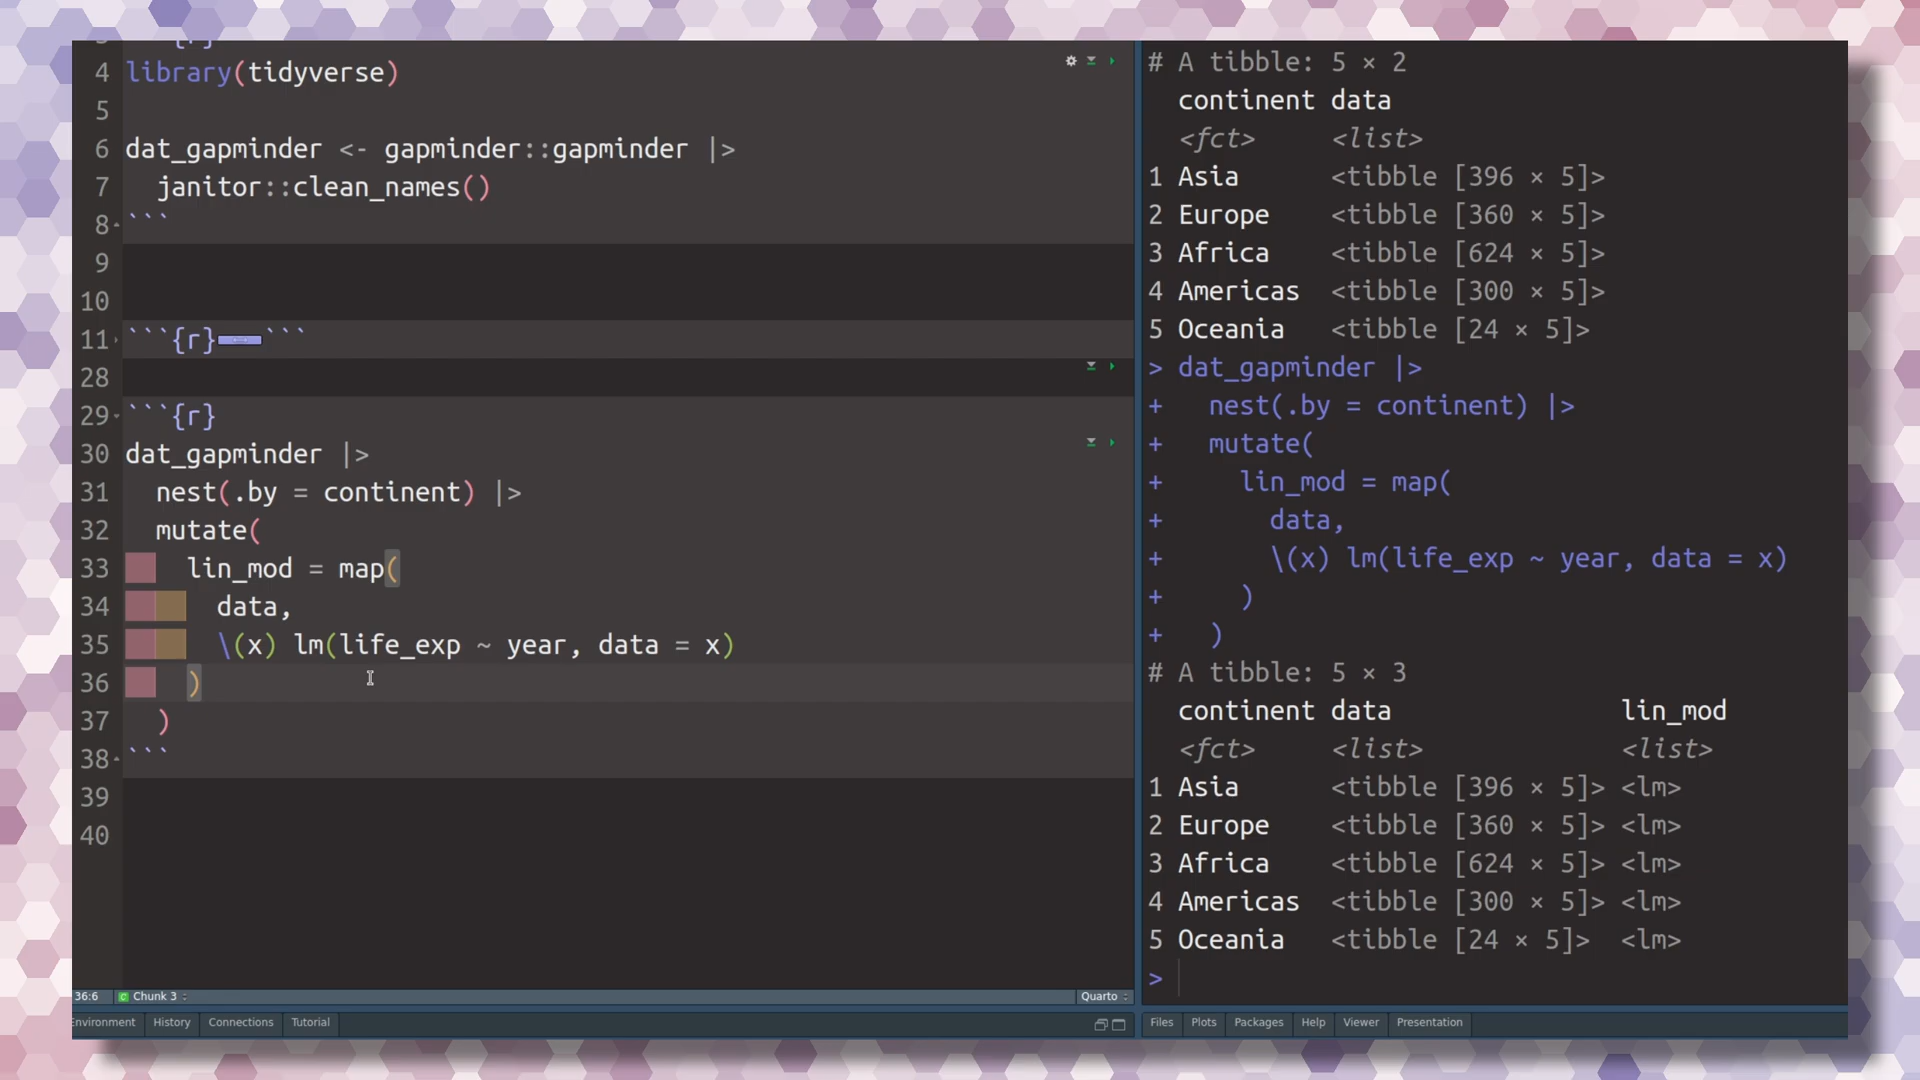 3 ```{r}
4 library(tidyverse)
5
6 dat_gapminder <- gapminder::gapminder |>
7   janitor::clean_names()
8 ```
9
10
11 ```{r} ```
28
29 ```{r}
30 dat_gapminder |>
31   nest(.by = continent) |>
32   mutate(
33     lin_mod = map(
34       data,
35       \(x) lm(life_exp ~ year, data = x)
36     )
37   )
38 ```
39
40
36:6 Chunk 3 Quarto
Environment History Connections Tutorial
# A tibble: 5 × 2
  continent data
  <fct>     <list>
1 Asia      <tibble [396 × 5]>
2 Europe    <tibble [360 × 5]>
3 Africa    <tibble [624 × 5]>
4 Americas  <tibble [300 × 5]>
5 Oceania   <tibble [24 × 5]>
> dat_gapminder |>
+   nest(.by = continent) |>
+   mutate(
+     lin_mod = map(
+       data,
+       \(x) lm(life_exp ~ year, data = x)
+     )
+   )
# A tibble: 5 × 3
  continent data               lin_mod
  <fct>     <list>             <list>
1 Asia      <tibble [396 × 5]> <lm>
2 Europe    <tibble [360 × 5]> <lm>
3 Africa    <tibble [624 × 5]> <lm>
4 Americas  <tibble [300 × 5]> <lm>
5 Oceania   <tibble [24 × 5]>  <lm>
>
Files Plots Packages Help Viewer Presentation